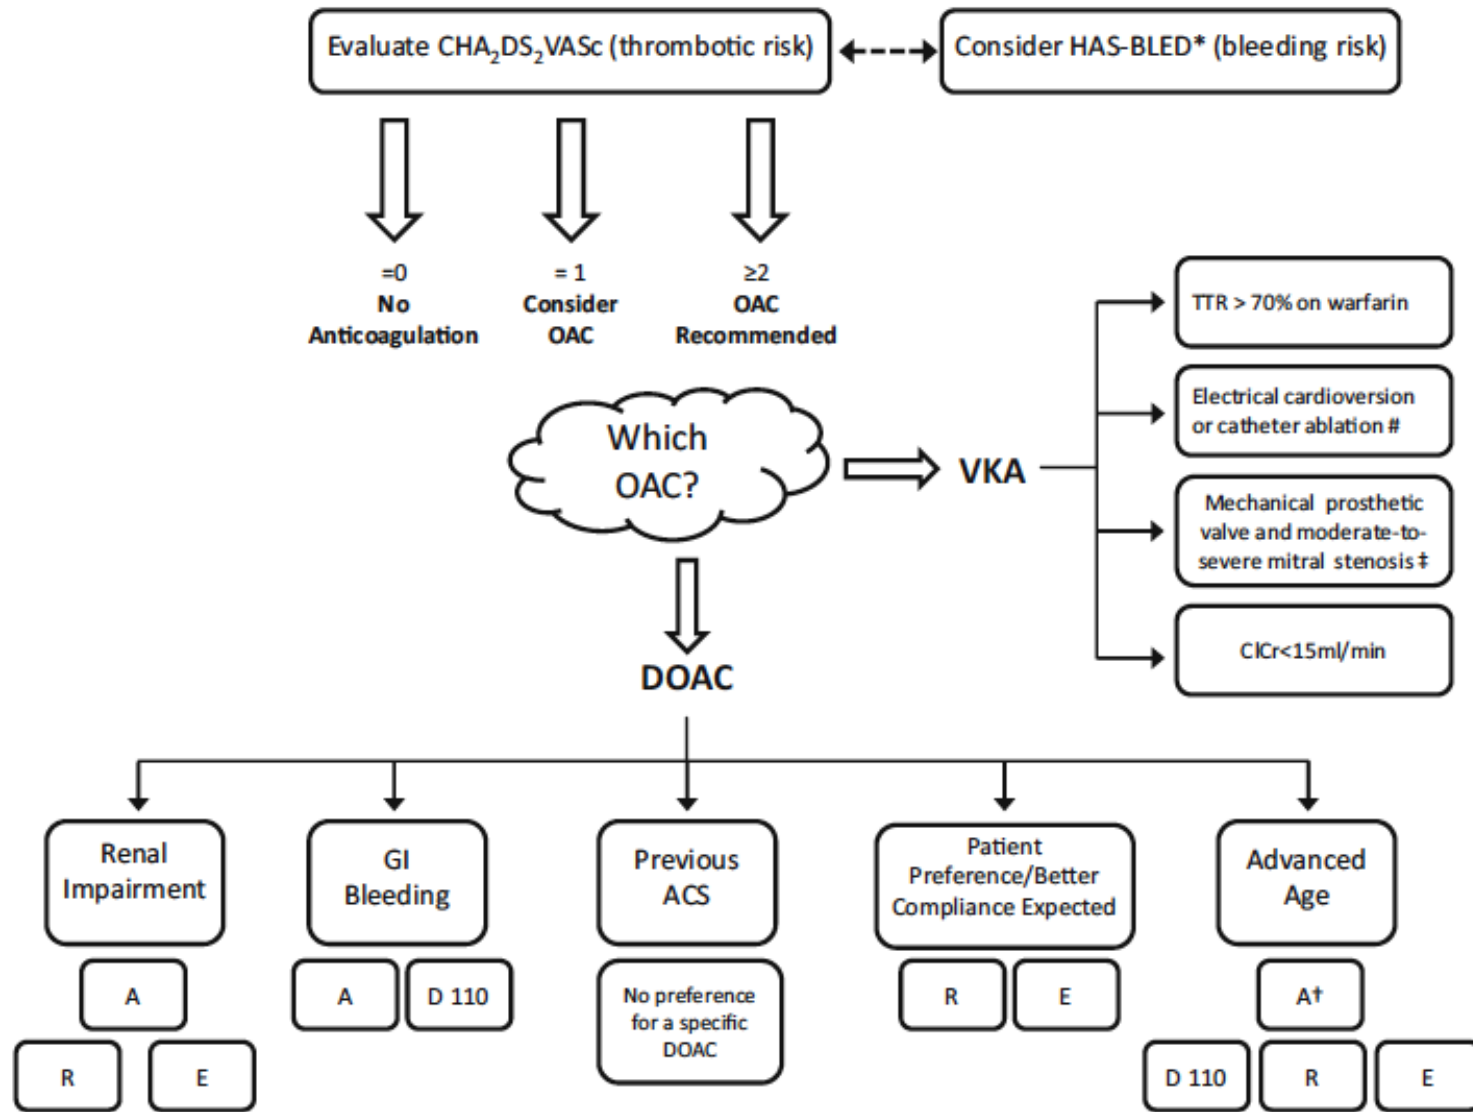 Evaluate CHA₂DS₂VASc (thrombotic risk)
Consider HAS-BLED* (bleeding risk)
=0
No
Anticoagulation
= 1
Consider
OAC
≥2
OAC
Recommended
Which
OAC?
VKA
TTR > 70% on warfarin
Electrical cardioversion
or catheter ablation #
Mechanical prosthetic
valve and moderate-to-
severe mitral stenosis ‡
ClCr<15ml/min
DOAC
Renal
Impairment
A
R
E
GI
Bleeding
A
D 110
Previous
ACS
No preference
for a specific
DOAC
Patient
Preference/Better
Compliance Expected
R
E
Advanced
Age
A†
D 110
R
E